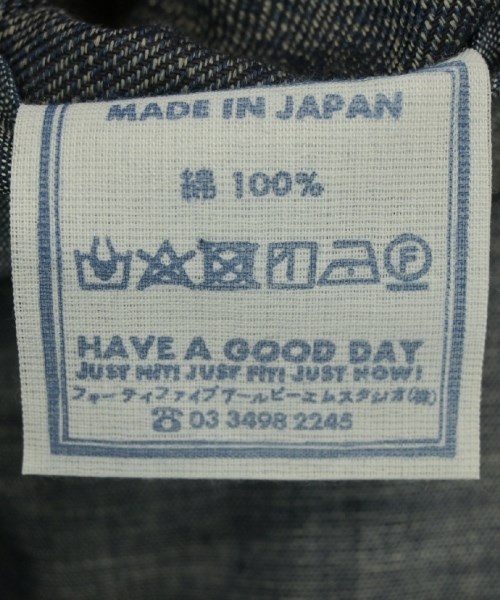 MADE IN JAPAN
綿 100%
F
HAVE A GOOD DAY
JUST HIT! JUST FIT! JUST NOW!
フォーティファイブアールピーエムスタジオ(株)
☎ 03 3498 2245